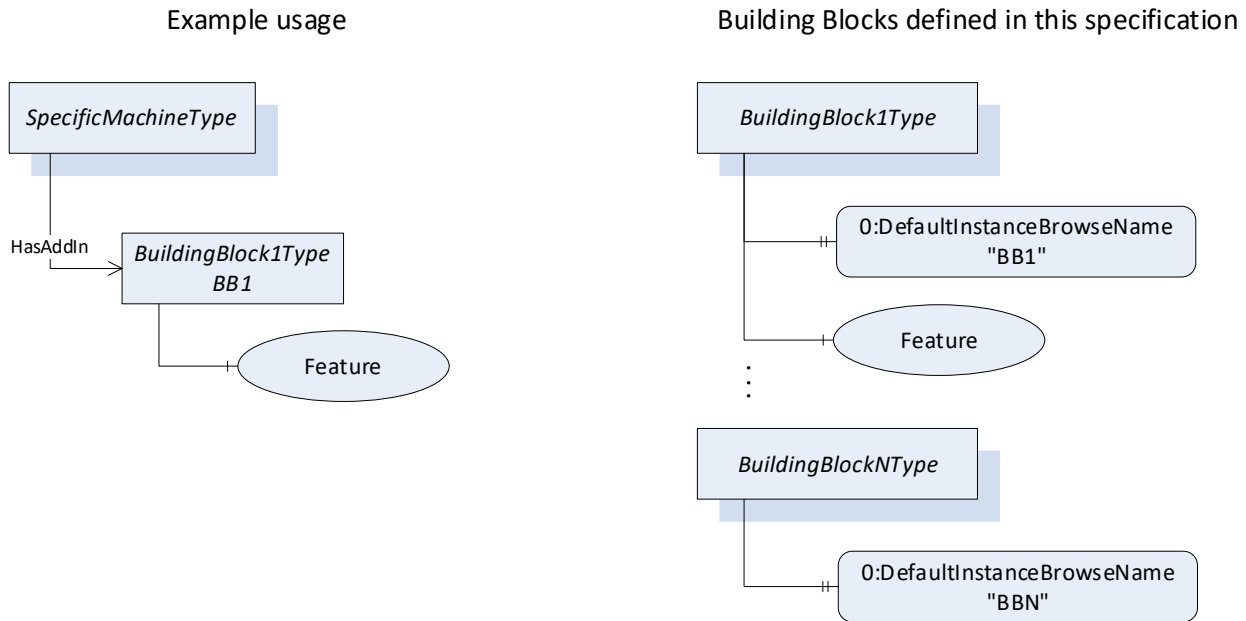 Example usage
SpecificMachineType
HasAddIn
BuildingBlock1Type
BB1
Feature
Building Blocks defined in this specification
BuildingBlock1Type
0:DefaultInstanceBrowseName
"BB1"
Feature
BuildingBlockNType
0:DefaultInstanceBrowseName
"BBN"